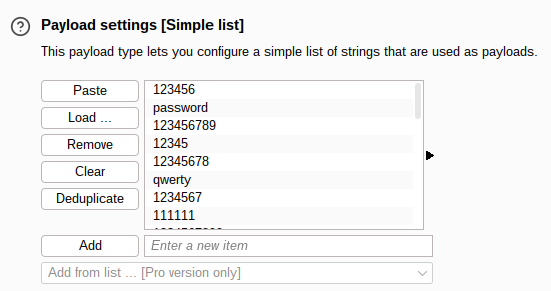 Payload settings [Simple list]
This payload type lets you configure a simple list of strings that are used as payloads.
Paste
Load ...
Remove
Clear
Deduplicate
123456
password
123456789
12345
12345678
qwerty
1234567
111111
Add
Enter a new item
Add from list ... [Pro version only]